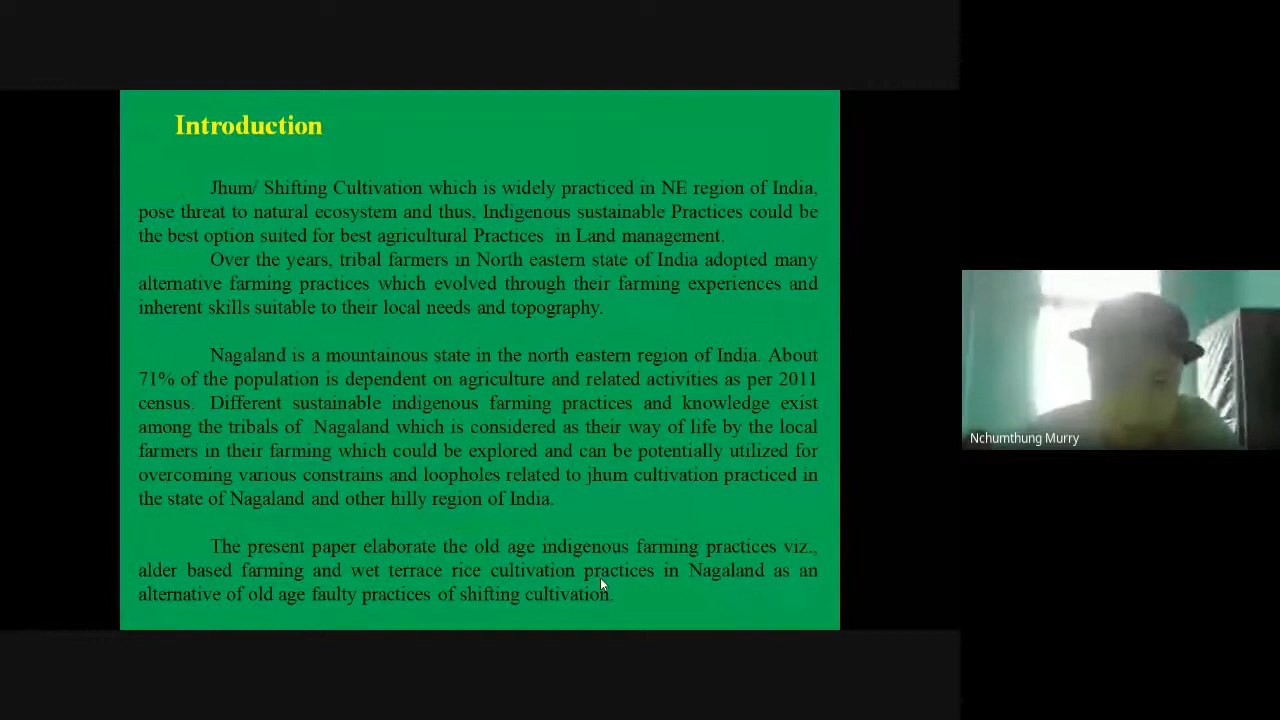 Introduction
Jhum/ Shifting Cultivation which is widely practiced in NE region of India,
pose threat to natural ecosystem and thus, Indigenous sustainable Practices could be
the best option suited for best agricultural Practices in Land management.
Over the years, tribal farmers in North eastern state of India adopted many
alternative farming practices which evolved through their farming experiences and
inherent skills suitable to their local needs and topography.
Nagaland is a mountainous state in the north eastern region of India. About
71% of the population is dependent on agriculture and related activities as per 2011
census. Different sustainable indigenous farming practices and knowledge exist
among the tribals of Nagaland which is considered as their way of life by the local
farmers in their farming which could be explored and can be potentially utilized for
overcoming various constrains and loopholes related to jhum cultivation practiced in
the state of Nagaland and other hilly region of India.
The present paper elaborate the old age indigenous farming practices viz.,
alder based farming and wet terrace rice cultivation practices in Nagaland as an
alternative of old age faulty practices of shifting cultivation.
Nchumthung Murry